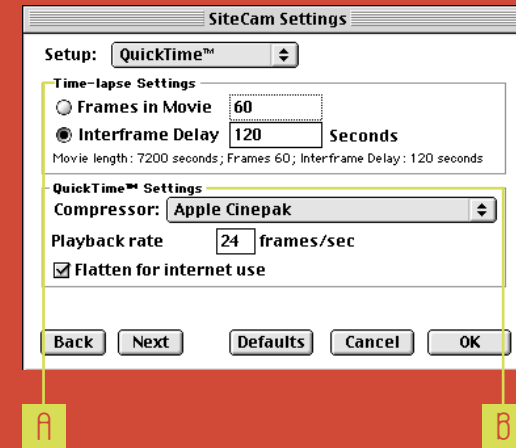 SiteCam Settings
Setup: QuickTime™
Time-lapse Settings
Frames in Movie 60
Interframe Delay 120 Seconds
Movie length: 7200 seconds; Frames 60; Interframe Delay: 120 seconds
QuickTime™ Settings
Compressor: Apple Cinepak
Playback rate 24 frames/sec
Flatten for internet use
Back Next Defaults Cancel OK
A B